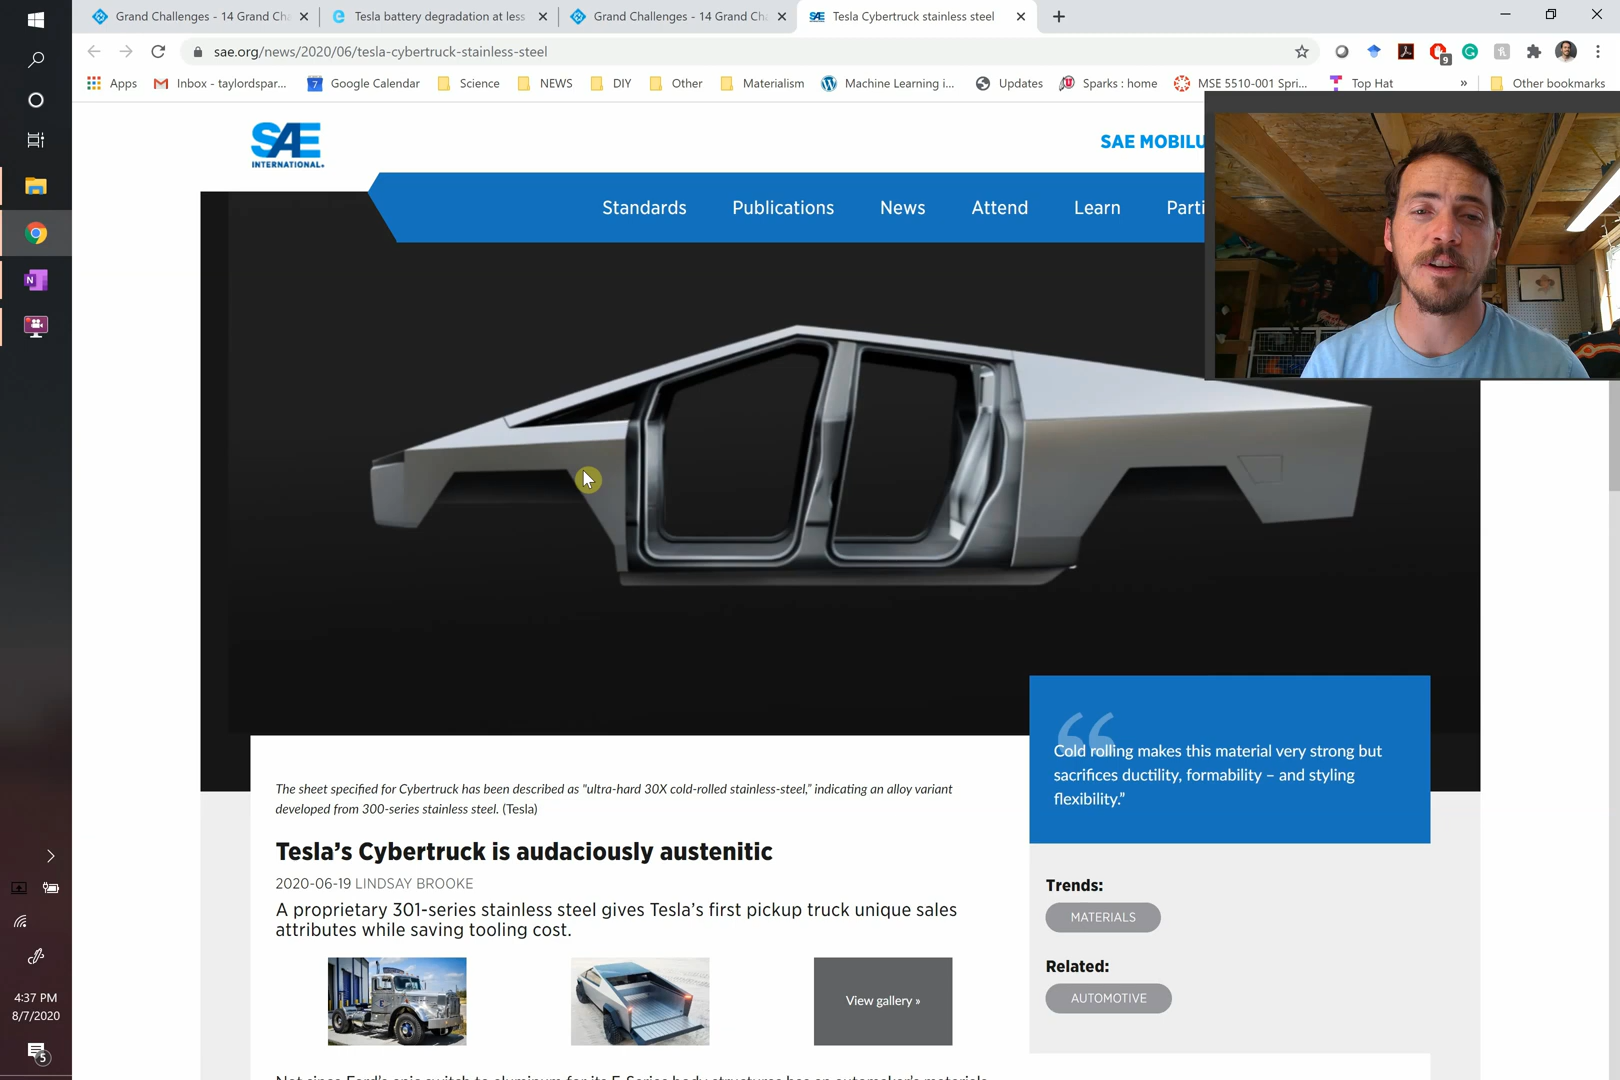 Grand Challenges - 14 Grand Ch
Tesla battery degradation at less
Grand Challenges - 14 Grand Cha
SAE
Tesla Cybertruck stainless steel
sae.org/news/2020/06/tesla-cybertruck-stainless-steel
9
Apps
Inbox - taylordspar...
7
Google Calendar
Science
NEWS
DIY
Other
Materialism
Machine Learning i...
Updates
Sparks : home
MSE 5510-001 Spri...
Top Hat
»
Other bookmarks
SAE
INTERNATIONAL®
SAE MOBILU
Standards
Publications
News
Attend
Learn
Parti
“
Cold rolling makes this material very strong but
sacrifices ductility, formability – and styling
flexibility.”
The sheet specified for Cybertruck has been described as "ultra-hard 30X cold-rolled stainless-steel," indicating an alloy variant
developed from 300-series stainless steel. (Tesla)
Tesla’s Cybertruck is audaciously austenitic
2020-06-19 LINDSAY BROOKE
A proprietary 301-series stainless steel gives Tesla’s first pickup truck unique sales
attributes while saving tooling cost.
View gallery »
Trends:
MATERIALS
Related:
AUTOMOTIVE
4:37 PM
8/7/2020
5